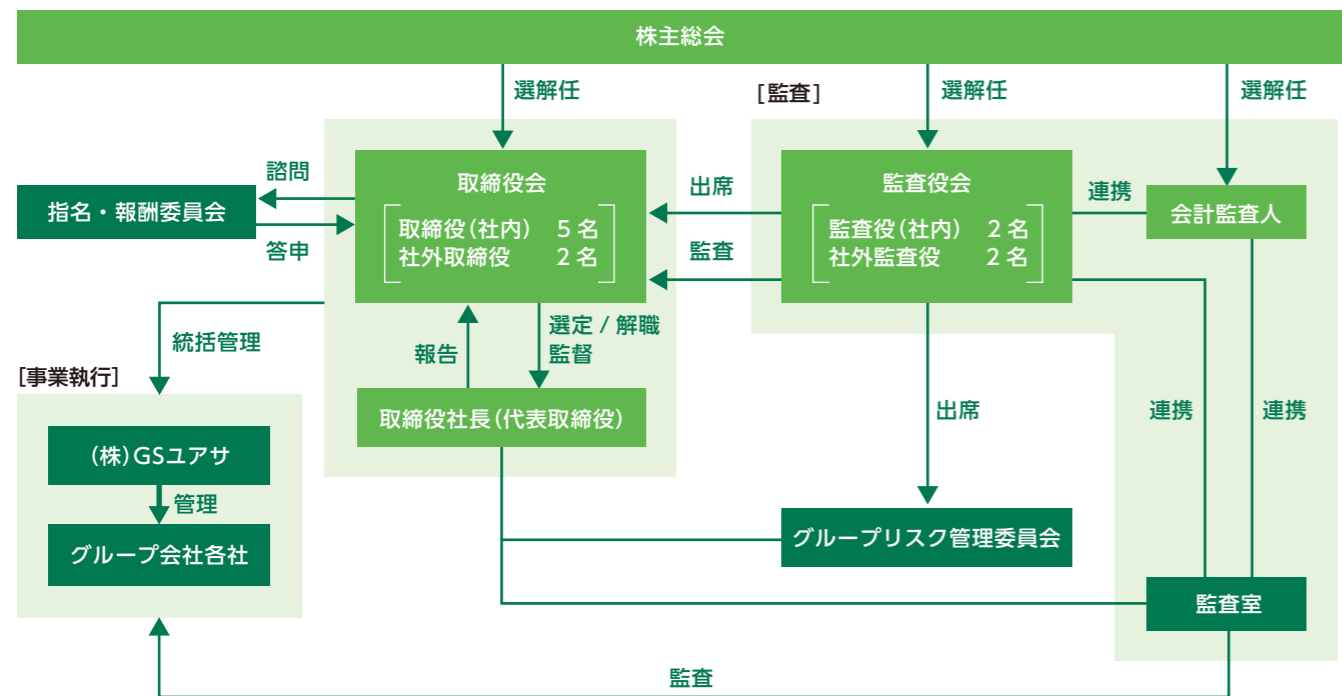 株主総会
選解任
[監査]
選解任
選解任
諮問
指名・報酬委員会
答申
取締役会
取締役(社内) 5名
社外取締役 2名
出席
監査
監査役会
監査役(社内) 2名
社外監査役 2名
連携
会計監査人
統括管理
報告
選定 / 解職
監督
取締役社長(代表取締役)
出席
連携
連携
[事業執行]
(株)GSユアサ
管理
グループ会社各社
グループリスク管理委員会
監査室
監査